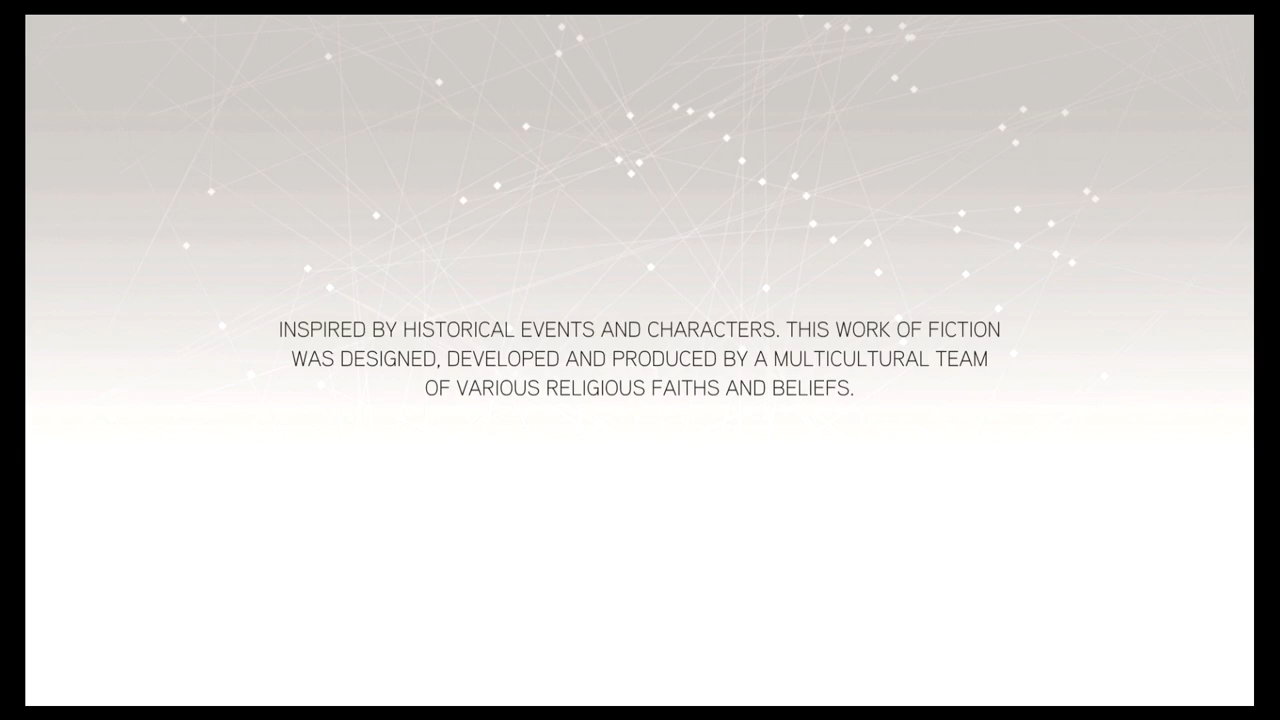 INSPIRED BY HISTORICAL EVENTS AND CHARACTERS. THIS WORK OF FICTION
WAS DESIGNED, DEVELOPED AND PRODUCED BY A MULTICULTURAL TEAM
OF VARIOUS RELIGIOUS FAITHS AND BELIEFS.